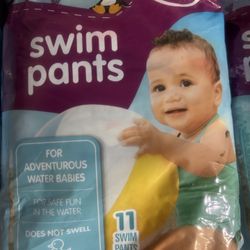 swim
pants
FOR
ADVENTUROUS
WATER BABIES
FOR SAFE FUN
IN THE WATER
DOES NOT SWELL
11
SWIM
PANTS